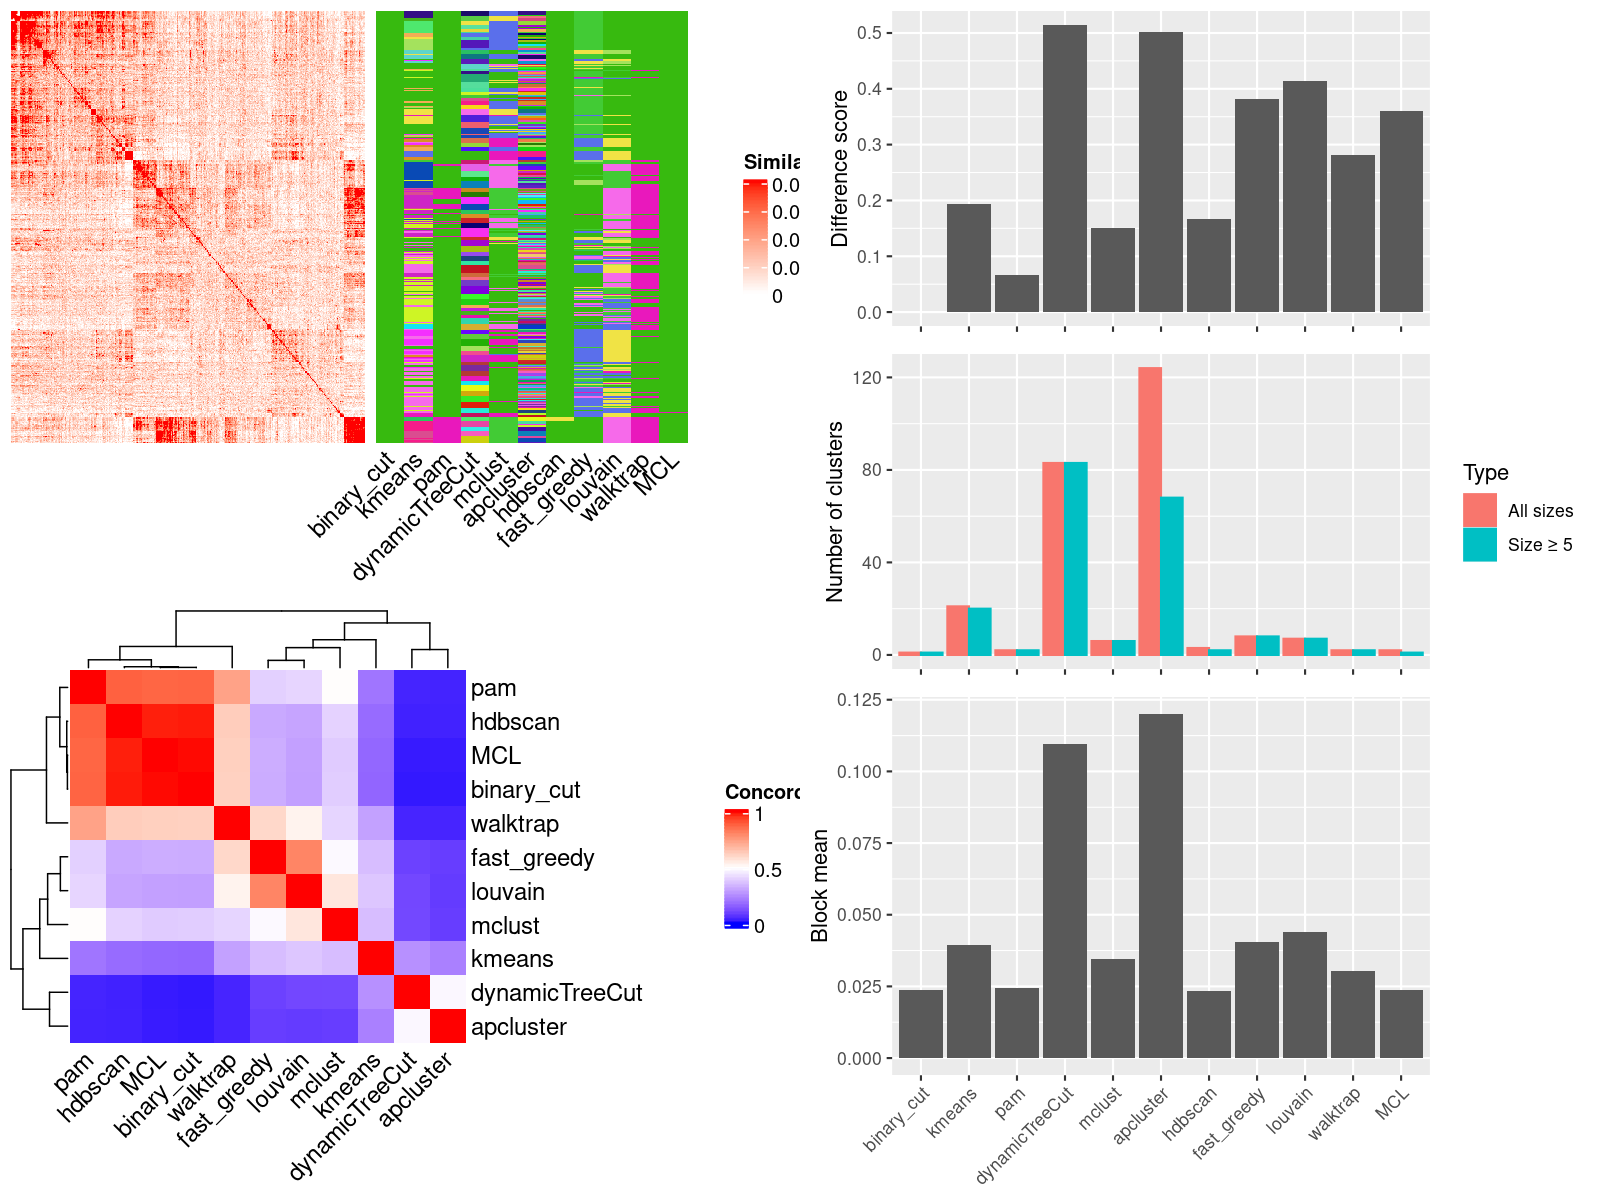 Simila
0.0
0.0
0.0
0.0
0
binary_cut
kmeans
pam
dynamicTreeCut
mclust
apcluster
hdbscan
fast_greedy
louvain
walktrap
MCL
pam
hdbscan
MCL
binary_cut
walktrap
fast_greedy
louvain
mclust
kmeans
dynamicTreeCut
apcluster
pam
hdbscan
MCL
binary_cut
walktrap
fast_greedy
louvain
mclust
kmeans
dynamicTreeCut
apcluster
Concord
1
0.5
0
Difference score
0.5
0.4
0.3
0.2
0.1
0.0
Number of clusters
120
80
40
0
Type
All sizes
Size ≥ 5
Block mean
0.125
0.100
0.075
0.050
0.025
0.000
binary_cut
kmeans
pam
dynamicTreeCut
mclust
apcluster
hdbscan
fast_greedy
louvain
walktrap
MCL